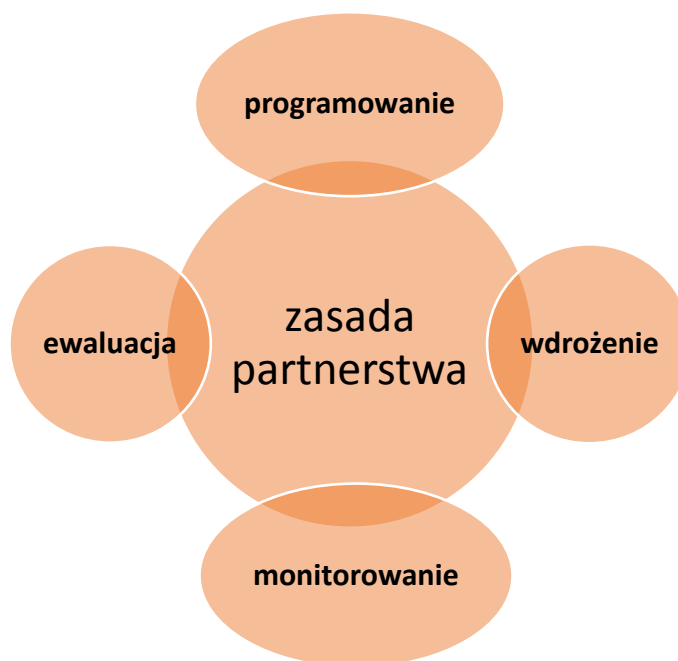 programowanie
ewaluacja
zasada
partnerstwa
wdrożenie
monitorowanie